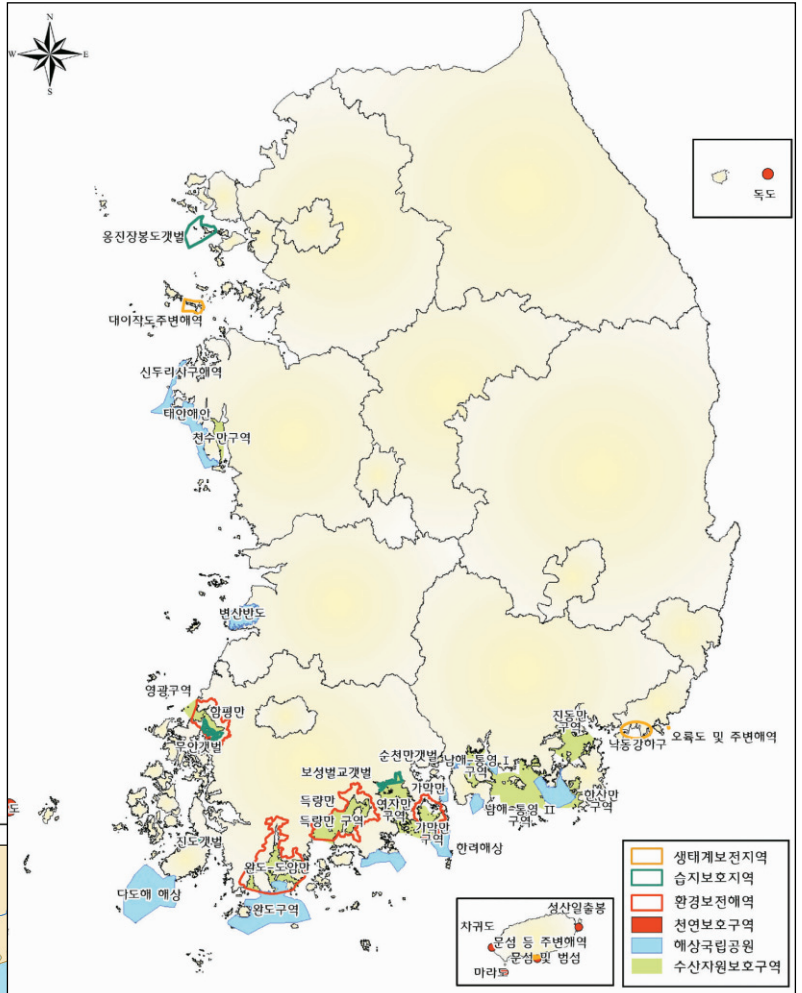 N
W E
S
독도
옹진장봉도갯벌
대이작도주변해역
신두리사구해역
태안해안
천수만구역
변산반도
영광구역
함평만
무안갯벌
진도갯벌
다도해 해상
완도-도암만
완도구역
보성벌교갯벌
득량만
득량만 구역
순천만갯벌
여자만
구역
가막만
가막만
구역
한려해상
남해-통영 I
구역
남해-통영 II
구역
진동만
구역
한산만
구역
낙동강하구
오륙도 및 주변해역
도
성산일출봉
차귀도
문섬 등 주변해역
문섬 및 범섬
마라도
생태계보전지역
습지보호지역
환경보전해역
천연보호구역
해상국립공원
수산자원보호구역